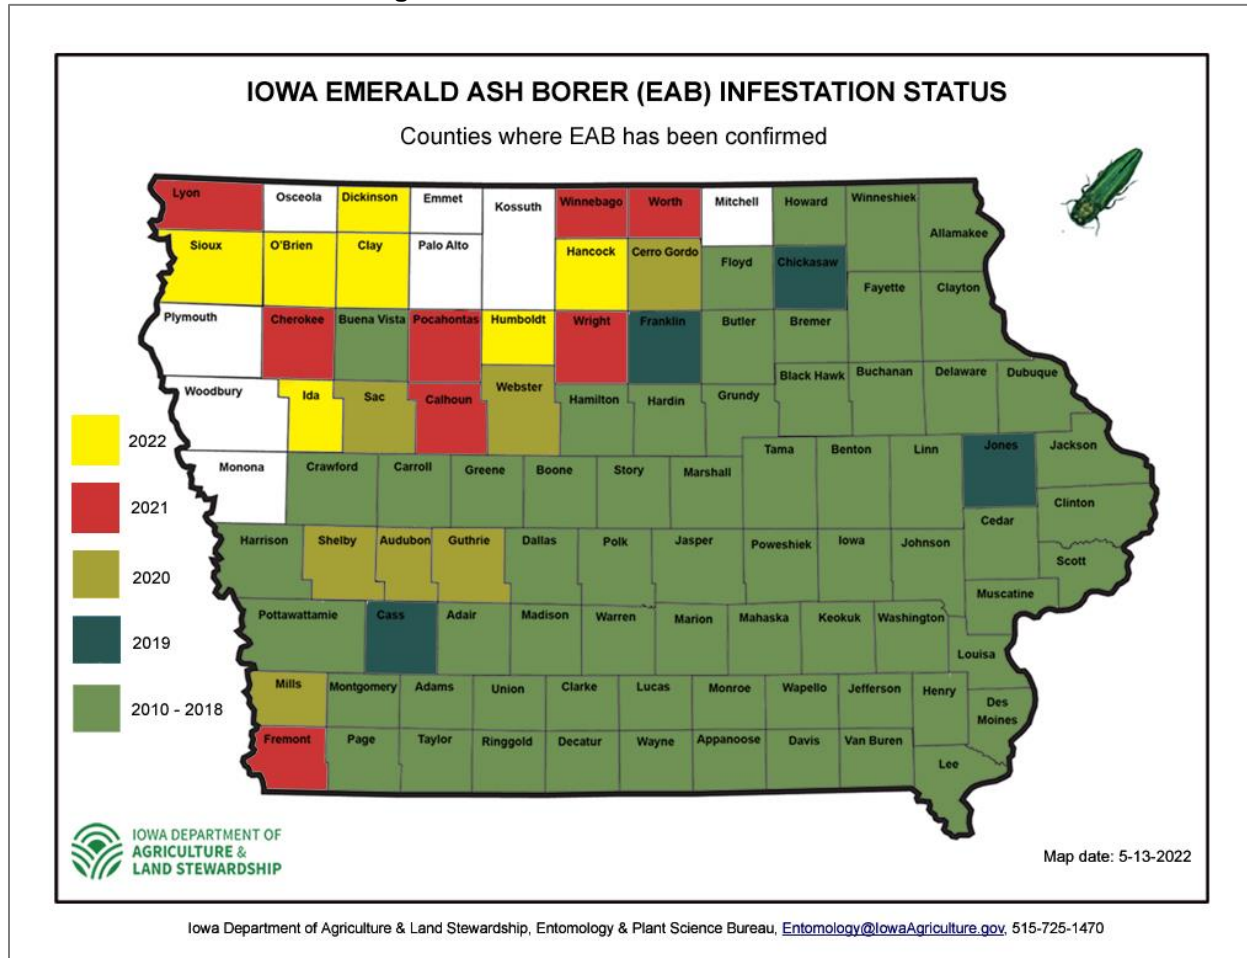 IOWA EMERALD ASH BORER (EAB) INFESTATION STATUS
Counties where EAB has been confirmed
Lyon
Osceola
Dickinson
Emmet
Kossuth
Winnebago
Worth
Mitchell
Howard
Winneshiek
Allamakee
Sioux
O'Brien
Clay
Palo Alto
Hancock
Cerro Gordo
Floyd
Chickasaw
Fayette
Clayton
Plymouth
Cherokee
Buena Vista
Pocahontas
Humboldt
Wright
Franklin
Butler
Bremer
Black Hawk
Buchanan
Delaware
Dubuque
Woodbury
Ida
Sac
Calhoun
Webster
Hamilton
Hardin
Grundy
Monona
Crawford
Carroll
Greene
Boone
Story
Marshall
Tama
Benton
Linn
Jones
Jackson
Clinton
Cedar
Harrison
Shelby
Audubon
Guthrie
Dallas
Polk
Jasper
Poweshiek
Iowa
Johnson
Scott
Muscatine
Pottawattamie
Cass
Adair
Madison
Warren
Marion
Mahaska
Keokuk
Washington
Louisa
Mills
Montgomery
Adams
Union
Clarke
Lucas
Monroe
Wapello
Jefferson
Henry
Des
Moines
Fremont
Page
Taylor
Ringgold
Decatur
Wayne
Appanoose
Davis
Van Buren
Lee
2022
2021
2020
2019
2010 - 2018
IOWA DEPARTMENT OF
AGRICULTURE &
LAND STEWARDSHIP
Map date: 5-13-2022
Iowa Department of Agriculture & Land Stewardship, Entomology & Plant Science Bureau, Entomology@IowaAgriculture.gov, 515-725-1470